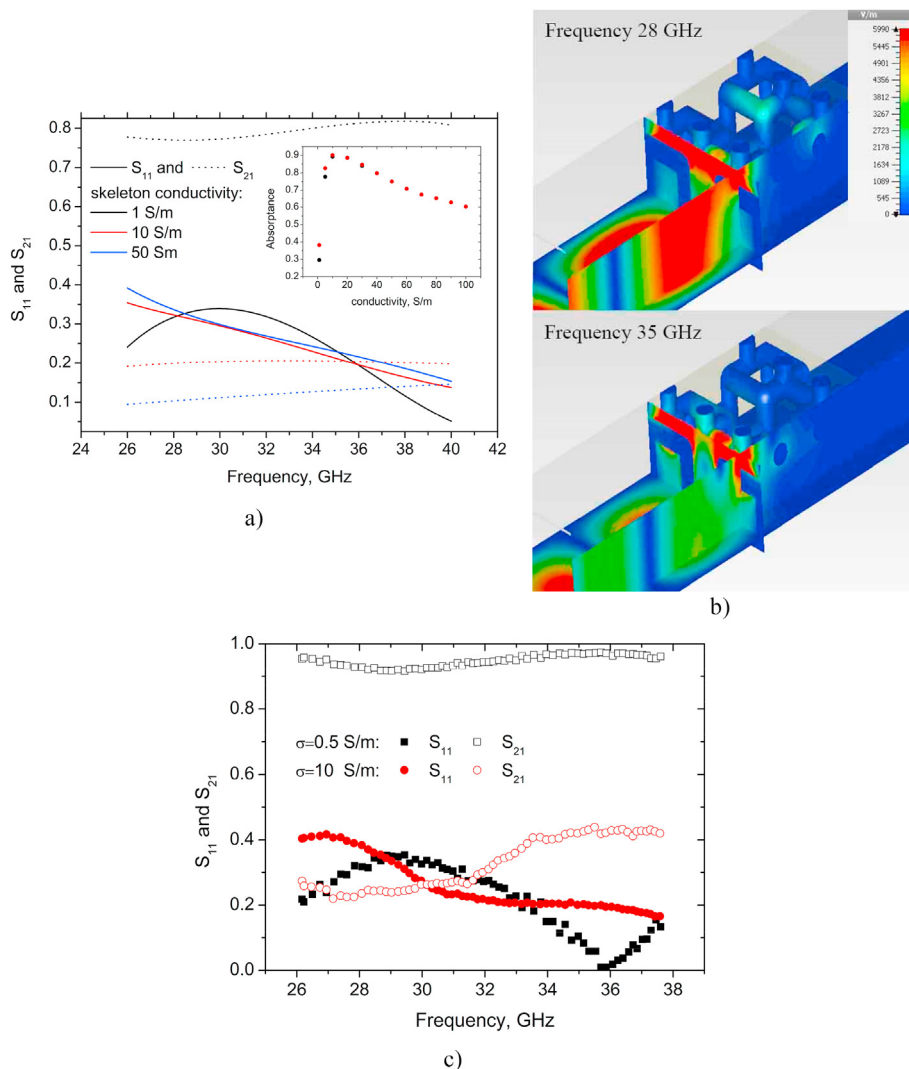 0.8
0.7
0.6
0.5
0.4
0.3
0.2
0.1
S11 and S21
S11 and S21
skeleton conductivity:
1 S/m
10 S/m
50 Sm
0.9
0.8
0.7
0.6
0.5
0.4
0.3
0.2
Absorptance
0 20 40 60 80 100
conductivity, S/m
24 26 28 30 32 34 36 38 40 42
Frequency, GHz
a)
Frequency 28 GHz
V/m
5990
5445
4901
4356
3812
3267
2723
2178
1634
1089
545
0
Frequency 35 GHz
b)
1.0
0.8
0.6
0.4
0.2
0.0
S11 and S21
σ=0.5 S/m: S11 S21
σ=10 S/m: S11 S21
26 28 30 32 34 36 38
Frequency, GHz
c)